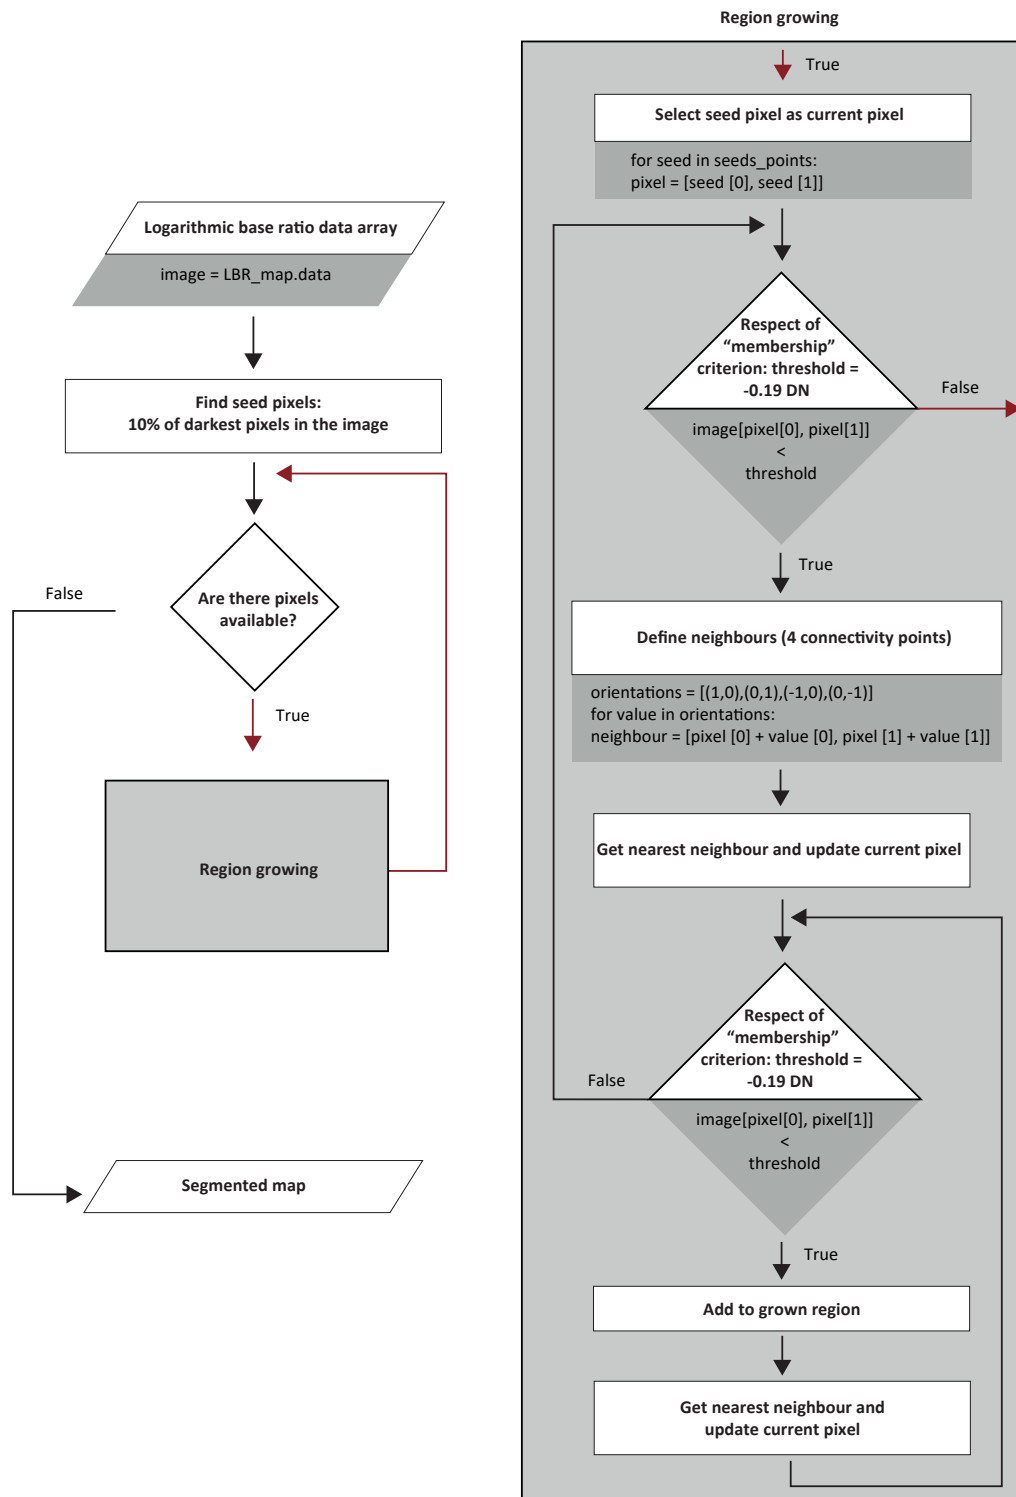 Logarithmic base ratio data array
image = LBR_map.data
Find seed pixels:
10% of darkest pixels in the image
Are there pixels
available?
False
True
Region growing
Segmented map
Region growing
True
Select seed pixel as current pixel
for seed in seeds_points:
pixel = [seed [0], seed [1]]
Respect of
“membership”
criterion: threshold =
-0.19 DN
False
image[pixel[0], pixel[1]]
<
threshold
True
Define neighbours (4 connectivity points)
orientations = [(1,0),(0,1),(-1,0),(0,-1)]
for value in orientations:
neighbour = [pixel [0] + value [0], pixel [1] + value [1]]
Get nearest neighbour and update current pixel
Respect of
“membership”
criterion: threshold =
-0.19 DN
False
image[pixel[0], pixel[1]]
<
threshold
True
Add to grown region
Get nearest neighbour and
update current pixel